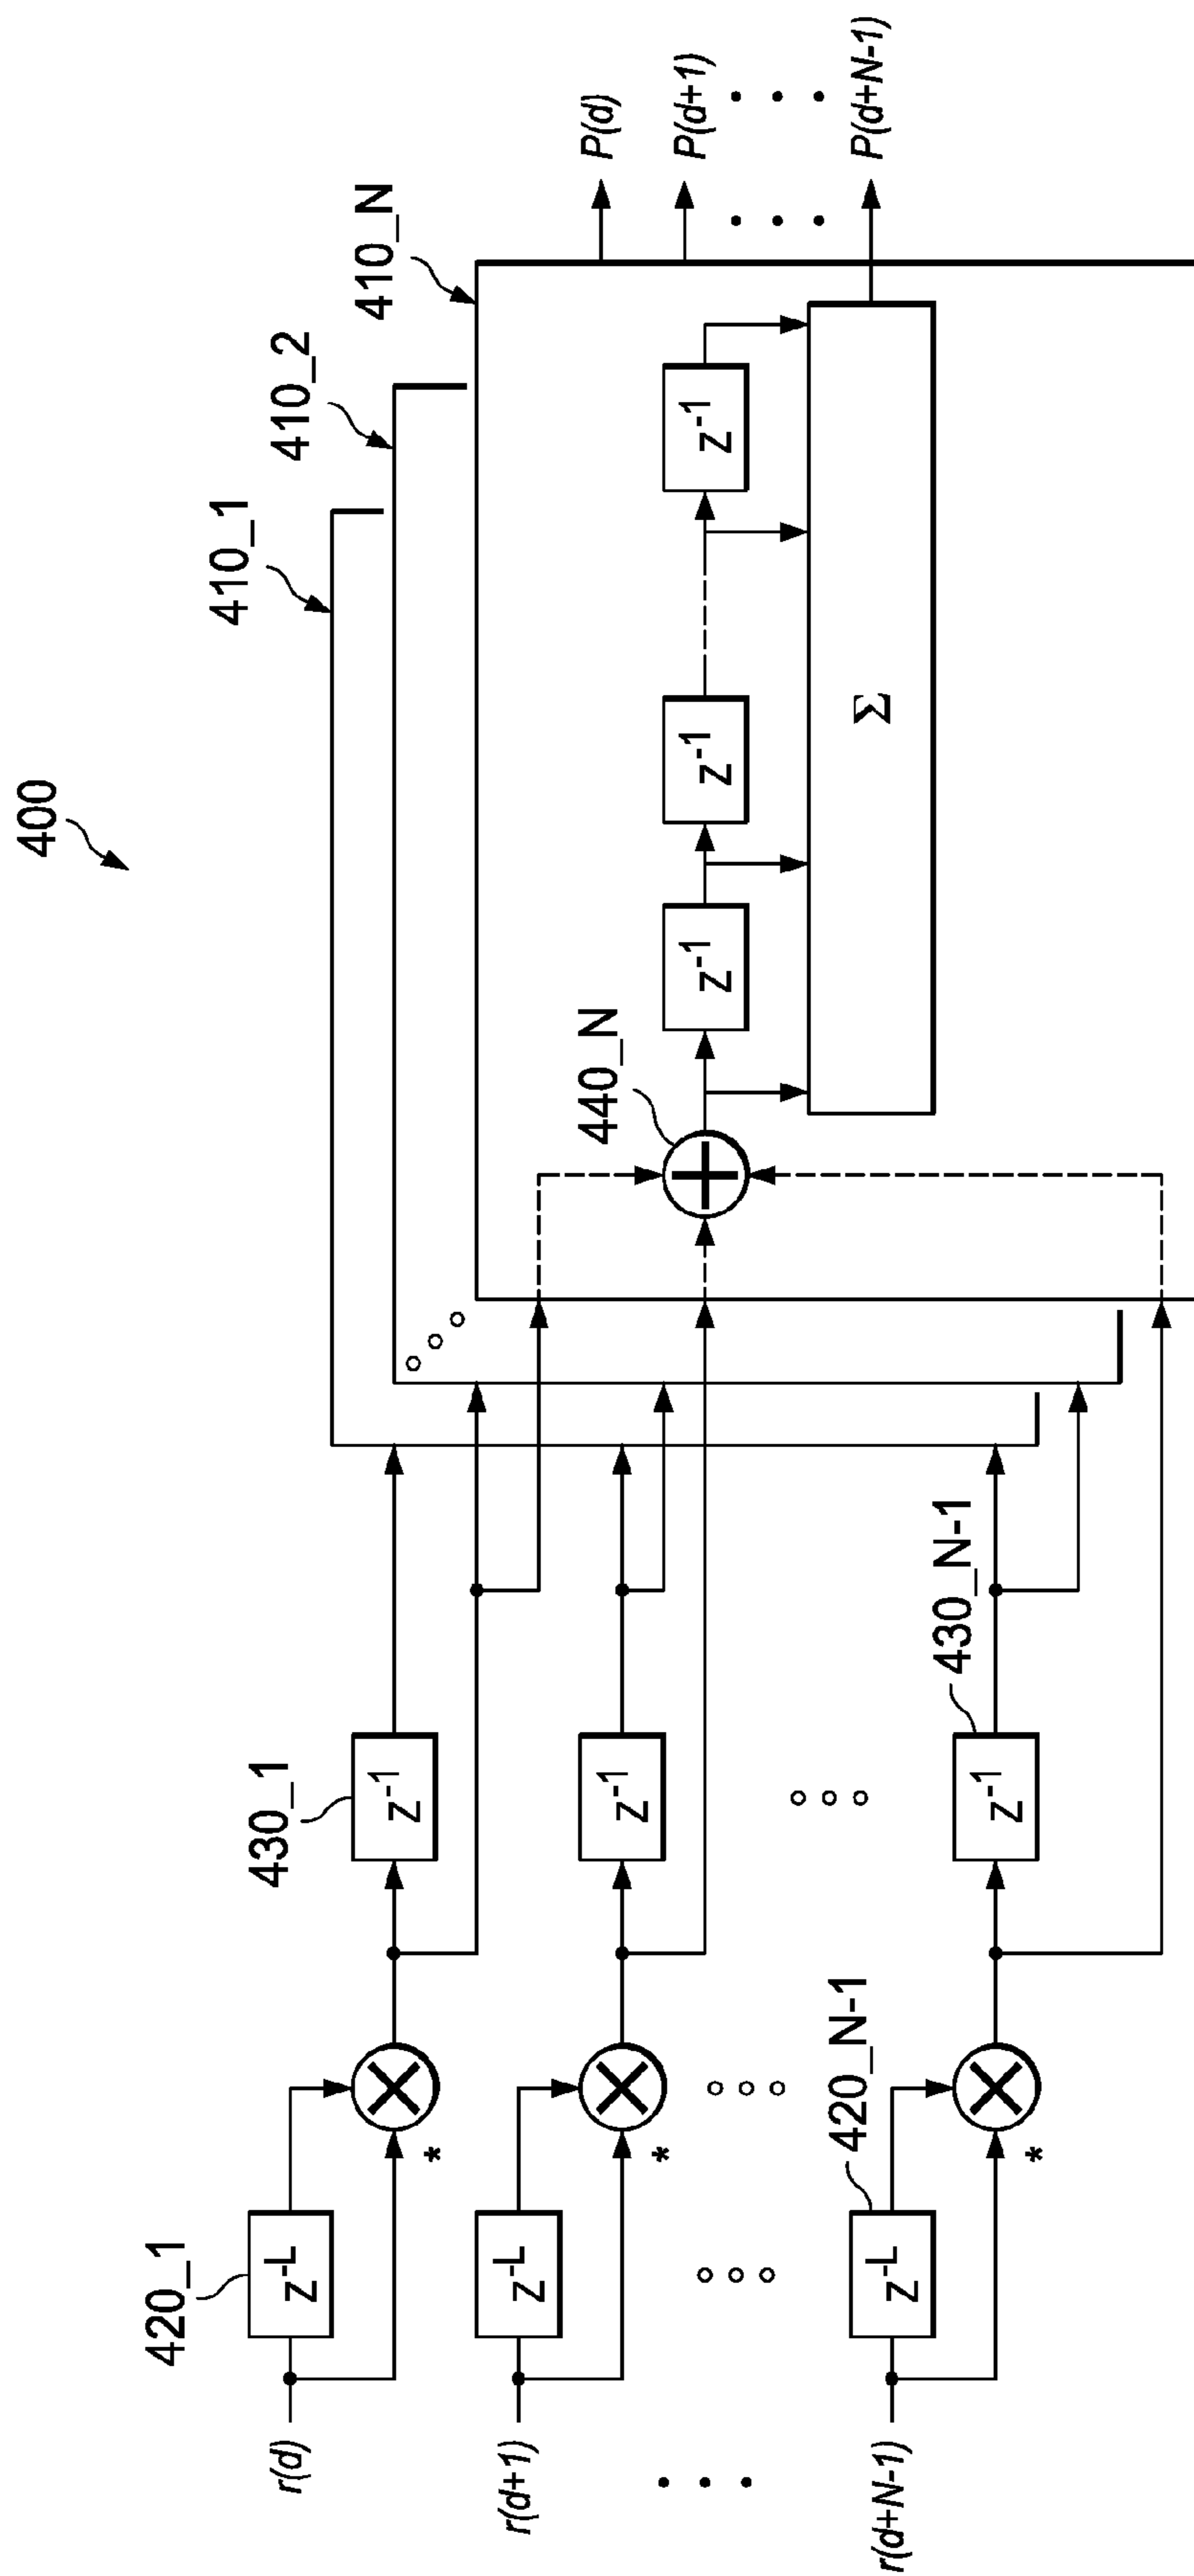 400
410_1
410_2
410_N
420_1
430_1
r(d)
z⁻ᴸ
*
z⁻¹
440_N
z⁻¹
z⁻¹
z⁻¹
P(d)
r(d+1)
z⁻ᴸ
*
z⁻¹
P(d+1)
Σ
420_N-1
430_N-1
r(d+N-1)
z⁻ᴸ
*
z⁻¹
P(d+N-1)